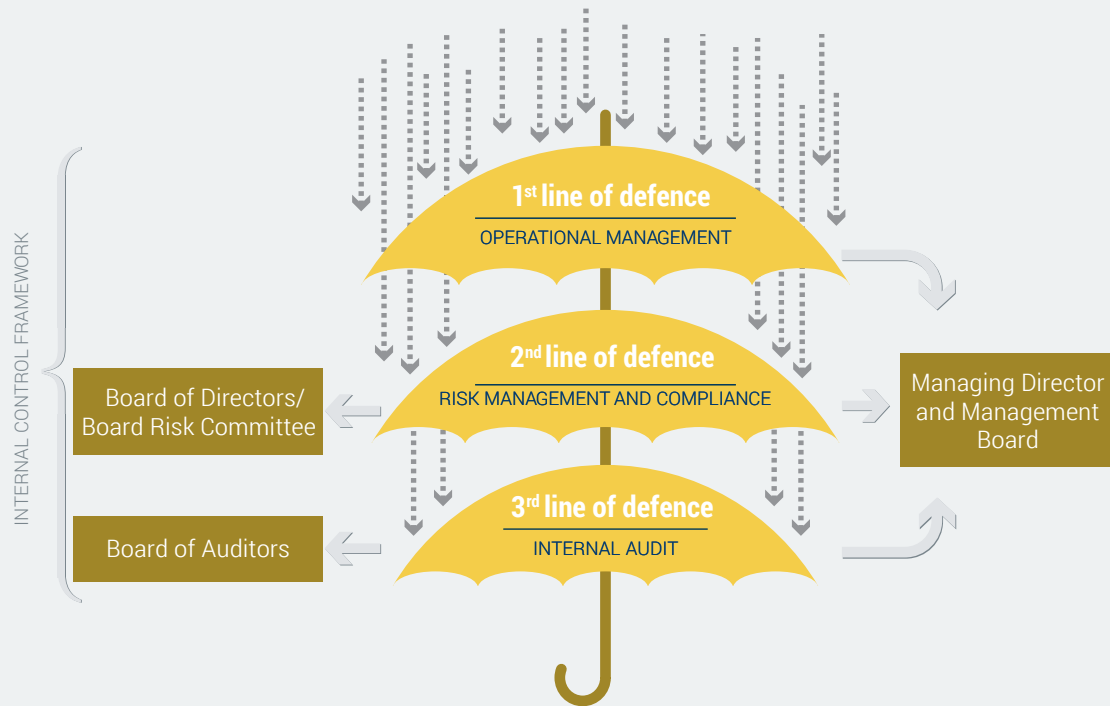 INTERNAL CONTROL FRAMEWORK
1st line of defence
OPERATIONAL MANAGEMENT
2nd line of defence
RISK MANAGEMENT AND COMPLIANCE
Board of Directors/
Board Risk Committee
Managing Director
and Management
Board
3rd line of defence
INTERNAL AUDIT
Board of Auditors